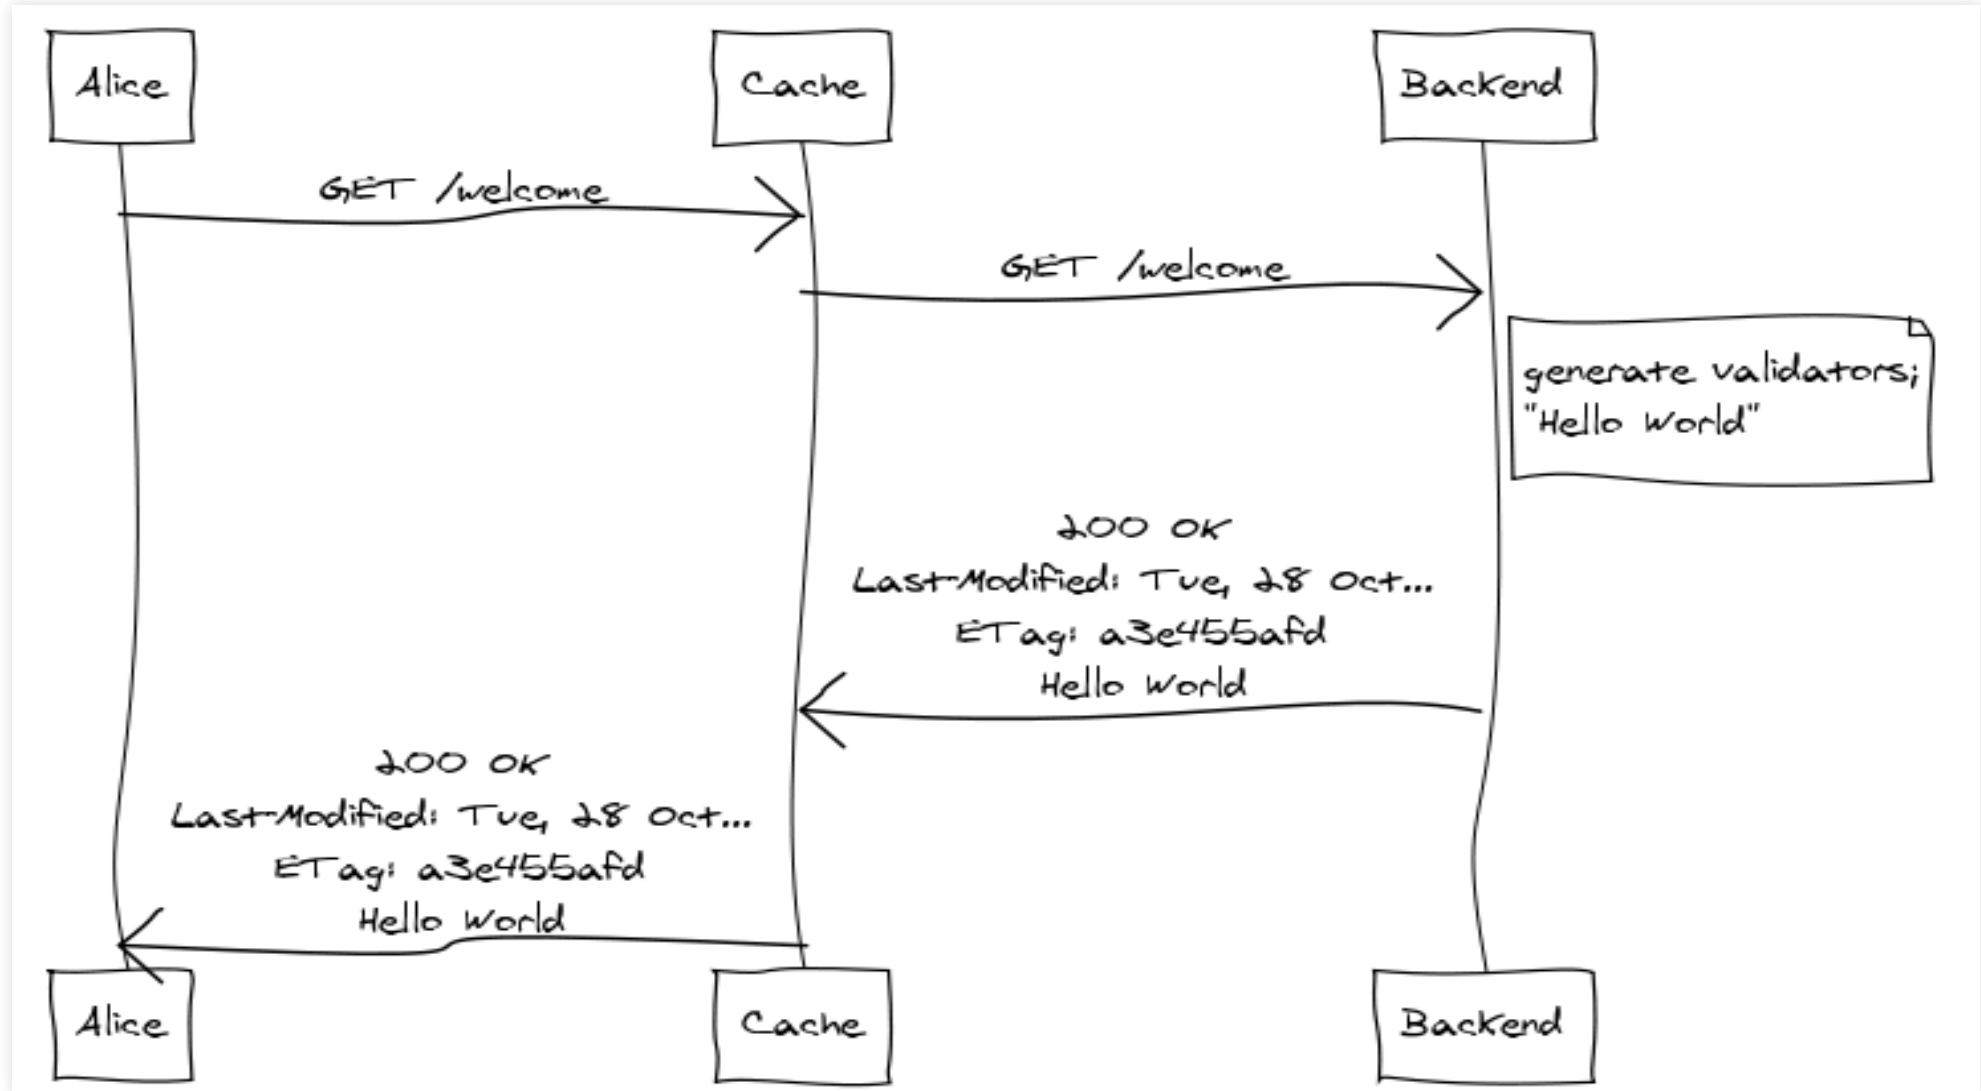 Alice
Cache
Backend
GET /welcome
GET /welcome
generate validators;
"Hello World"
200 OK
Last-Modified: Tue, 28 Oct...
ETag: a3e455afd
Hello World
200 OK
Last-Modified: Tue, 28 Oct...
ETag: a3e455afd
Hello World
Alice
Cache
Backend